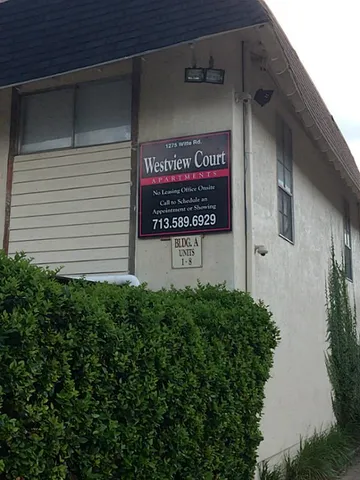 1275 Witte Rd.
Westview Court
APARTMENTS
No Leasing Office Onsite
Call to Schedule an
Appointment or Showing
713.589.6929
BLDG. A
UNITS
1-8